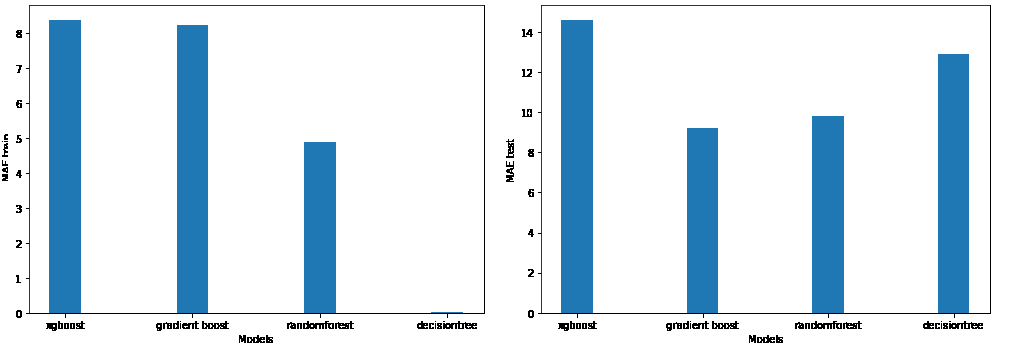 8
7
6
5
4
3
2
1
0
MAE train
xgboost gradient boost randomforest decisiontree
Models
14
12
10
8
6
4
2
0
MAE test
xgboost gradient boost randomforest decisiontree
Models